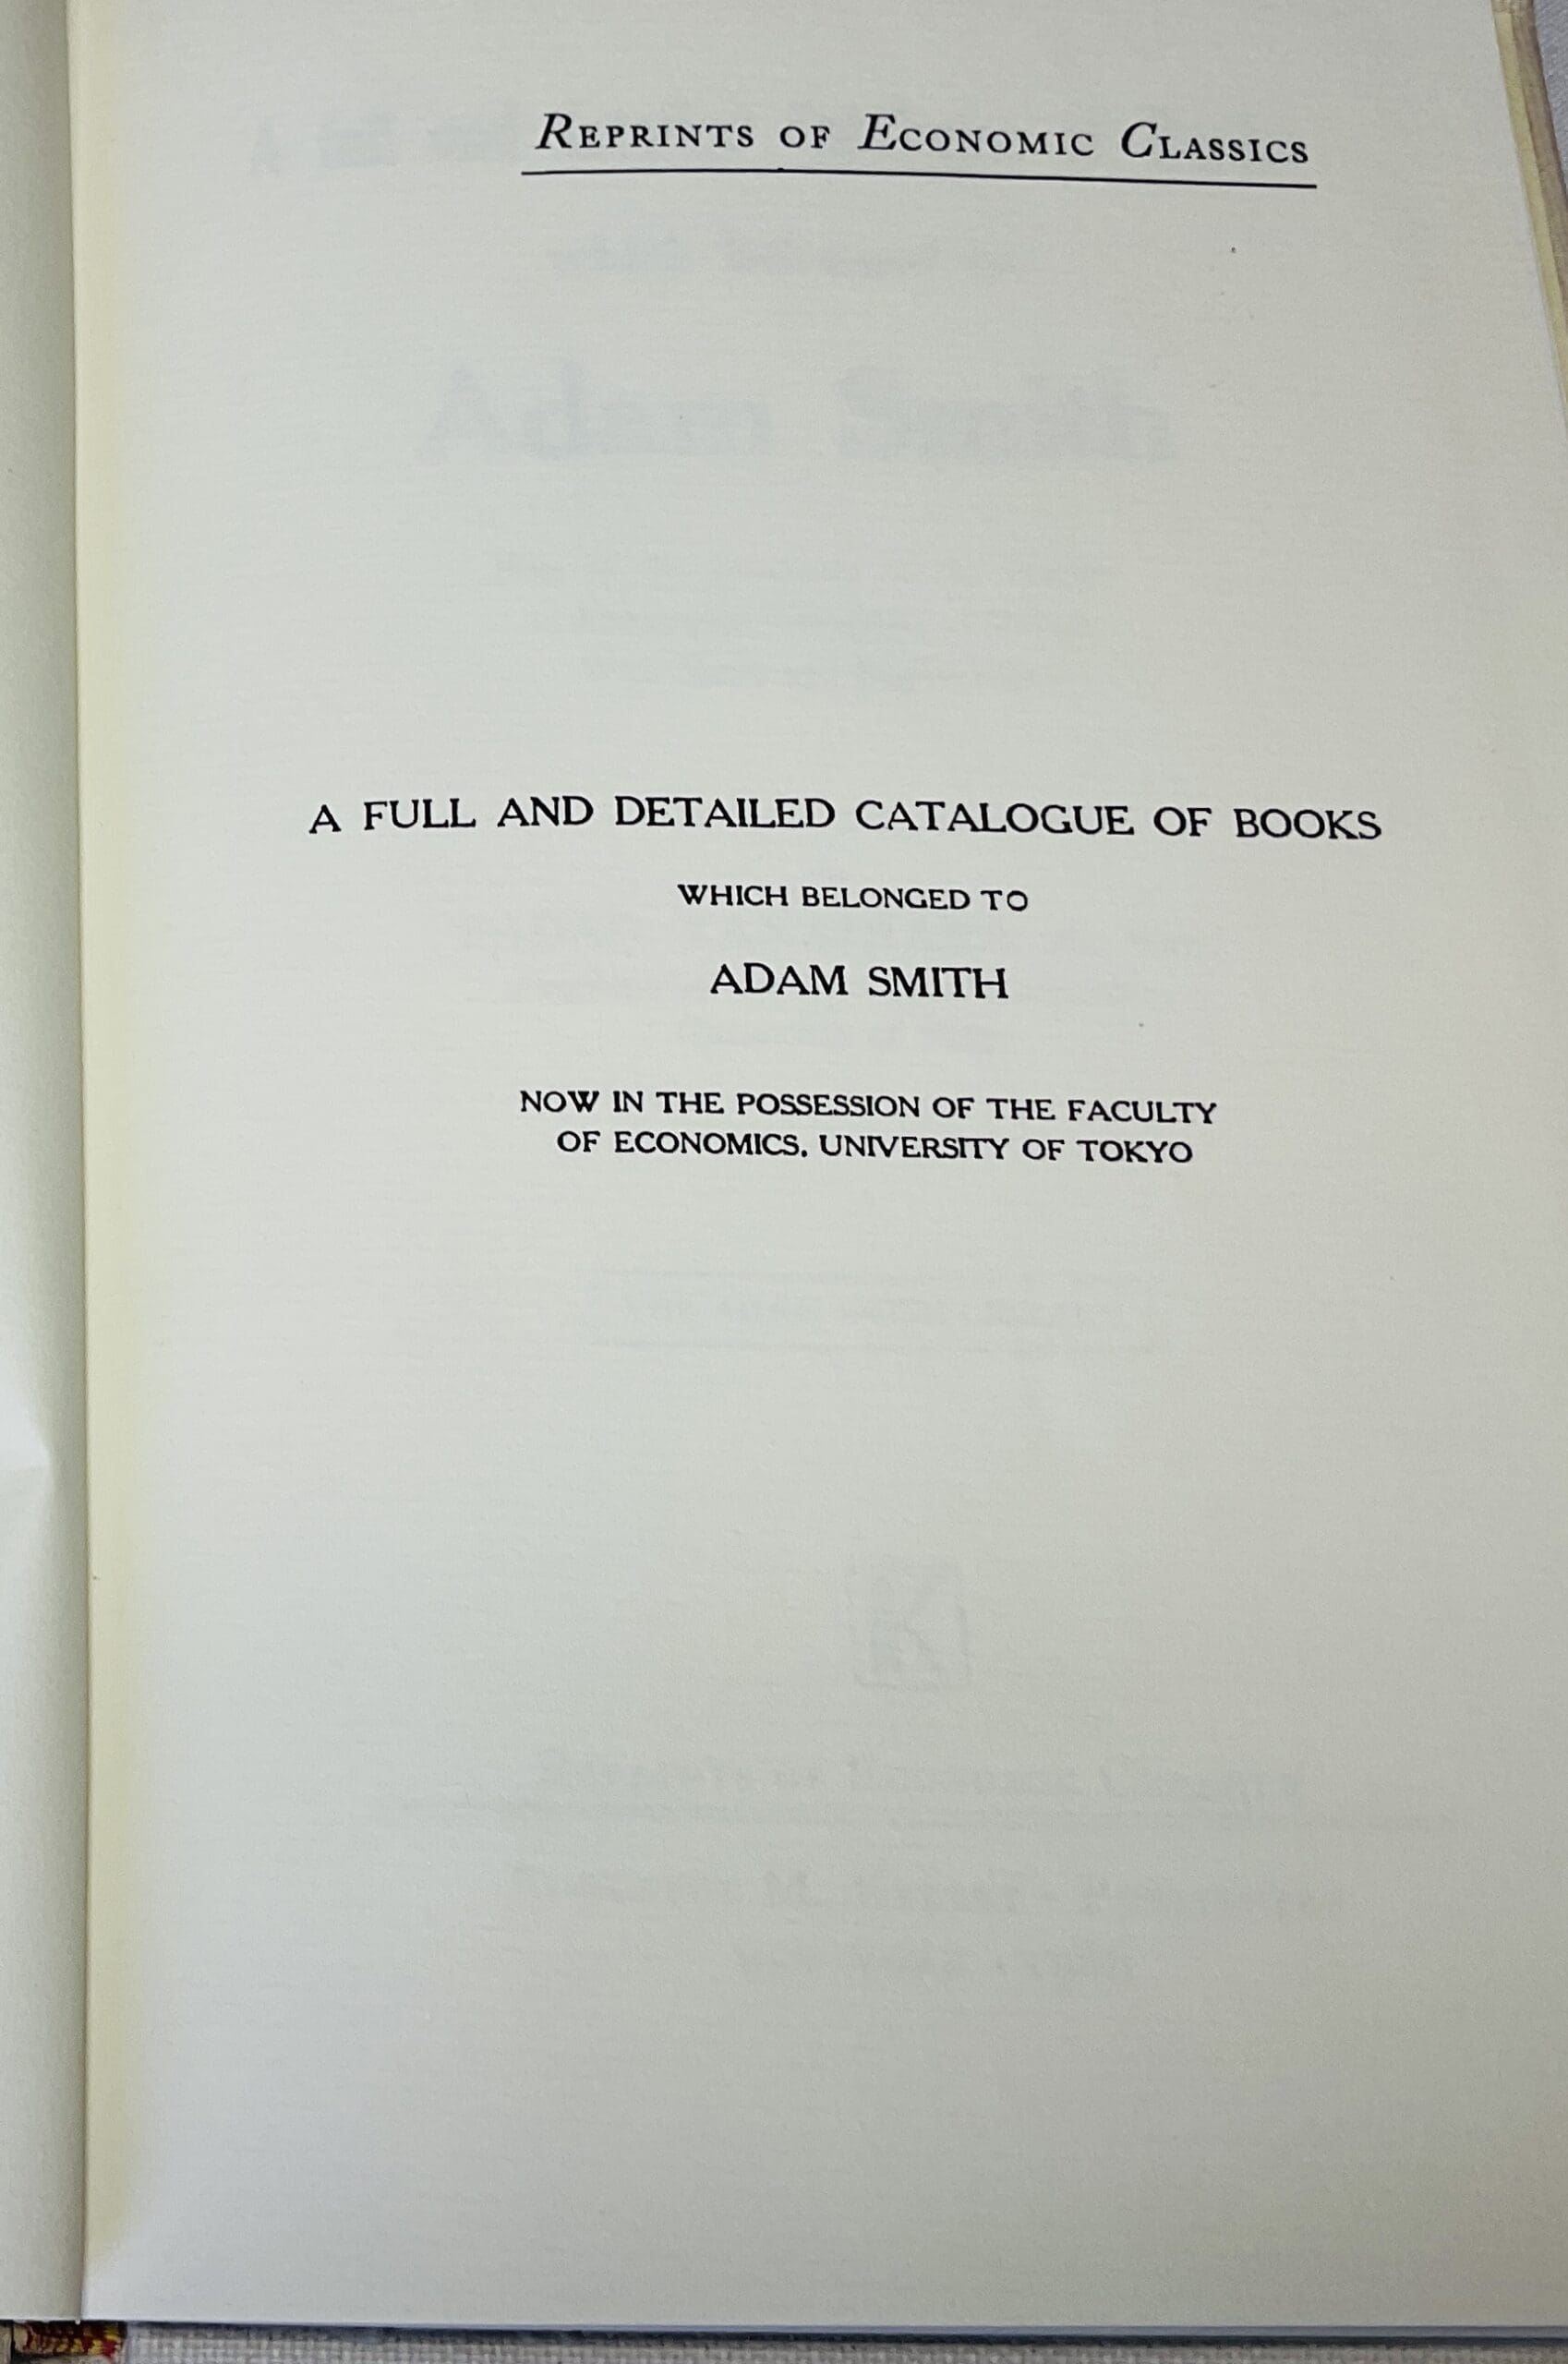 REPRINTS OF ECONOMIC CLASSICS
A FULL AND DETAILED CATALOGUE OF BOOKS
WHICH BELONGED TO
ADAM SMITH
NOW IN THE POSSESSION OF THE FACULTY
OF ECONOMICS, UNIVERSITY OF TOKYO